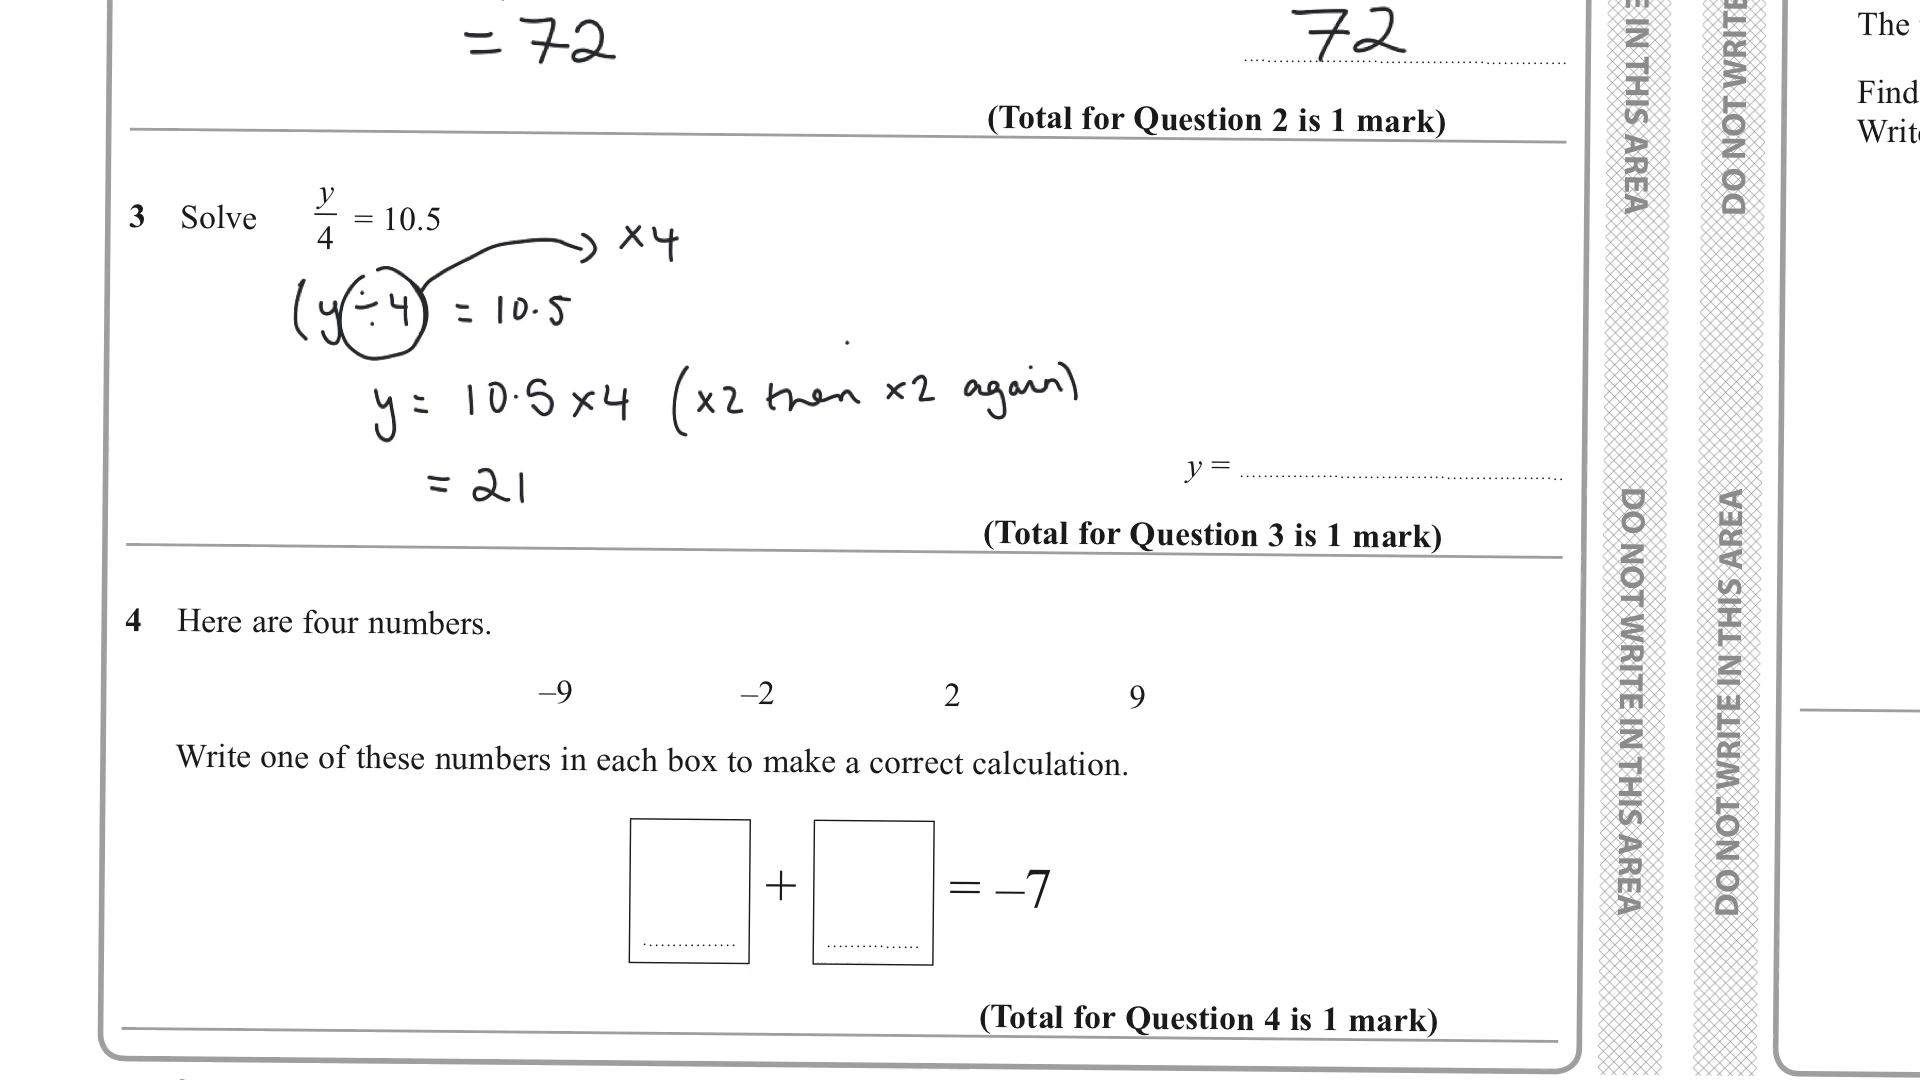 = 72
72
(Total for Question 2 is 1 mark)
3 Solve y/4 = 10.5
×4
(y ÷ 4) = 10.5
y = 10.5 × 4 (×2 then ×2 again)
= 21
y =
(Total for Question 3 is 1 mark)
4 Here are four numbers.
–9 –2 2 9
Write one of these numbers in each box to make a correct calculation.
+ = –7
(Total for Question 4 is 1 mark)
E IN THIS AREA
DO NOT WRITE IN THIS AREA
DO NOT WRITE
DO NOT WRITE IN THIS AREA
The
Find
Write